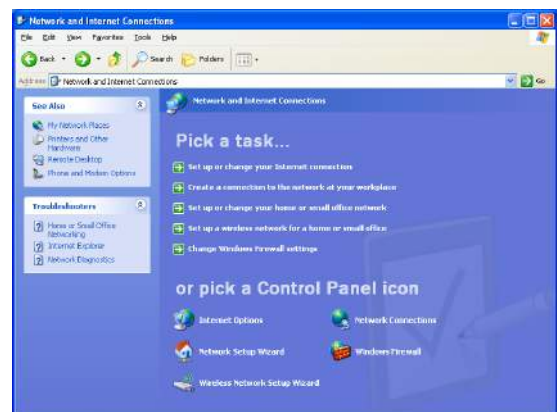 Network and Internet Connections
File Edit View Favorites Tools Help
Back Search Folders
Address Network and Internet Connections Go
See Also
My Network Places
Printers and Other
Hardware
Remote Desktop
Phone and Modem Options
Troubleshooters
Home or Small Office
Networking
Internet Explorer
Network Diagnostics
Network and Internet Connections
Pick a task...
Set up or change your Internet connection
Create a connection to the network at your workplace
Set up or change your home or small office network
Set up a wireless network for a home or small office
Change Windows Firewall settings
or pick a Control Panel icon
Internet Options
Network Connections
Network Setup Wizard
Windows Firewall
Wireless Network Setup Wizard